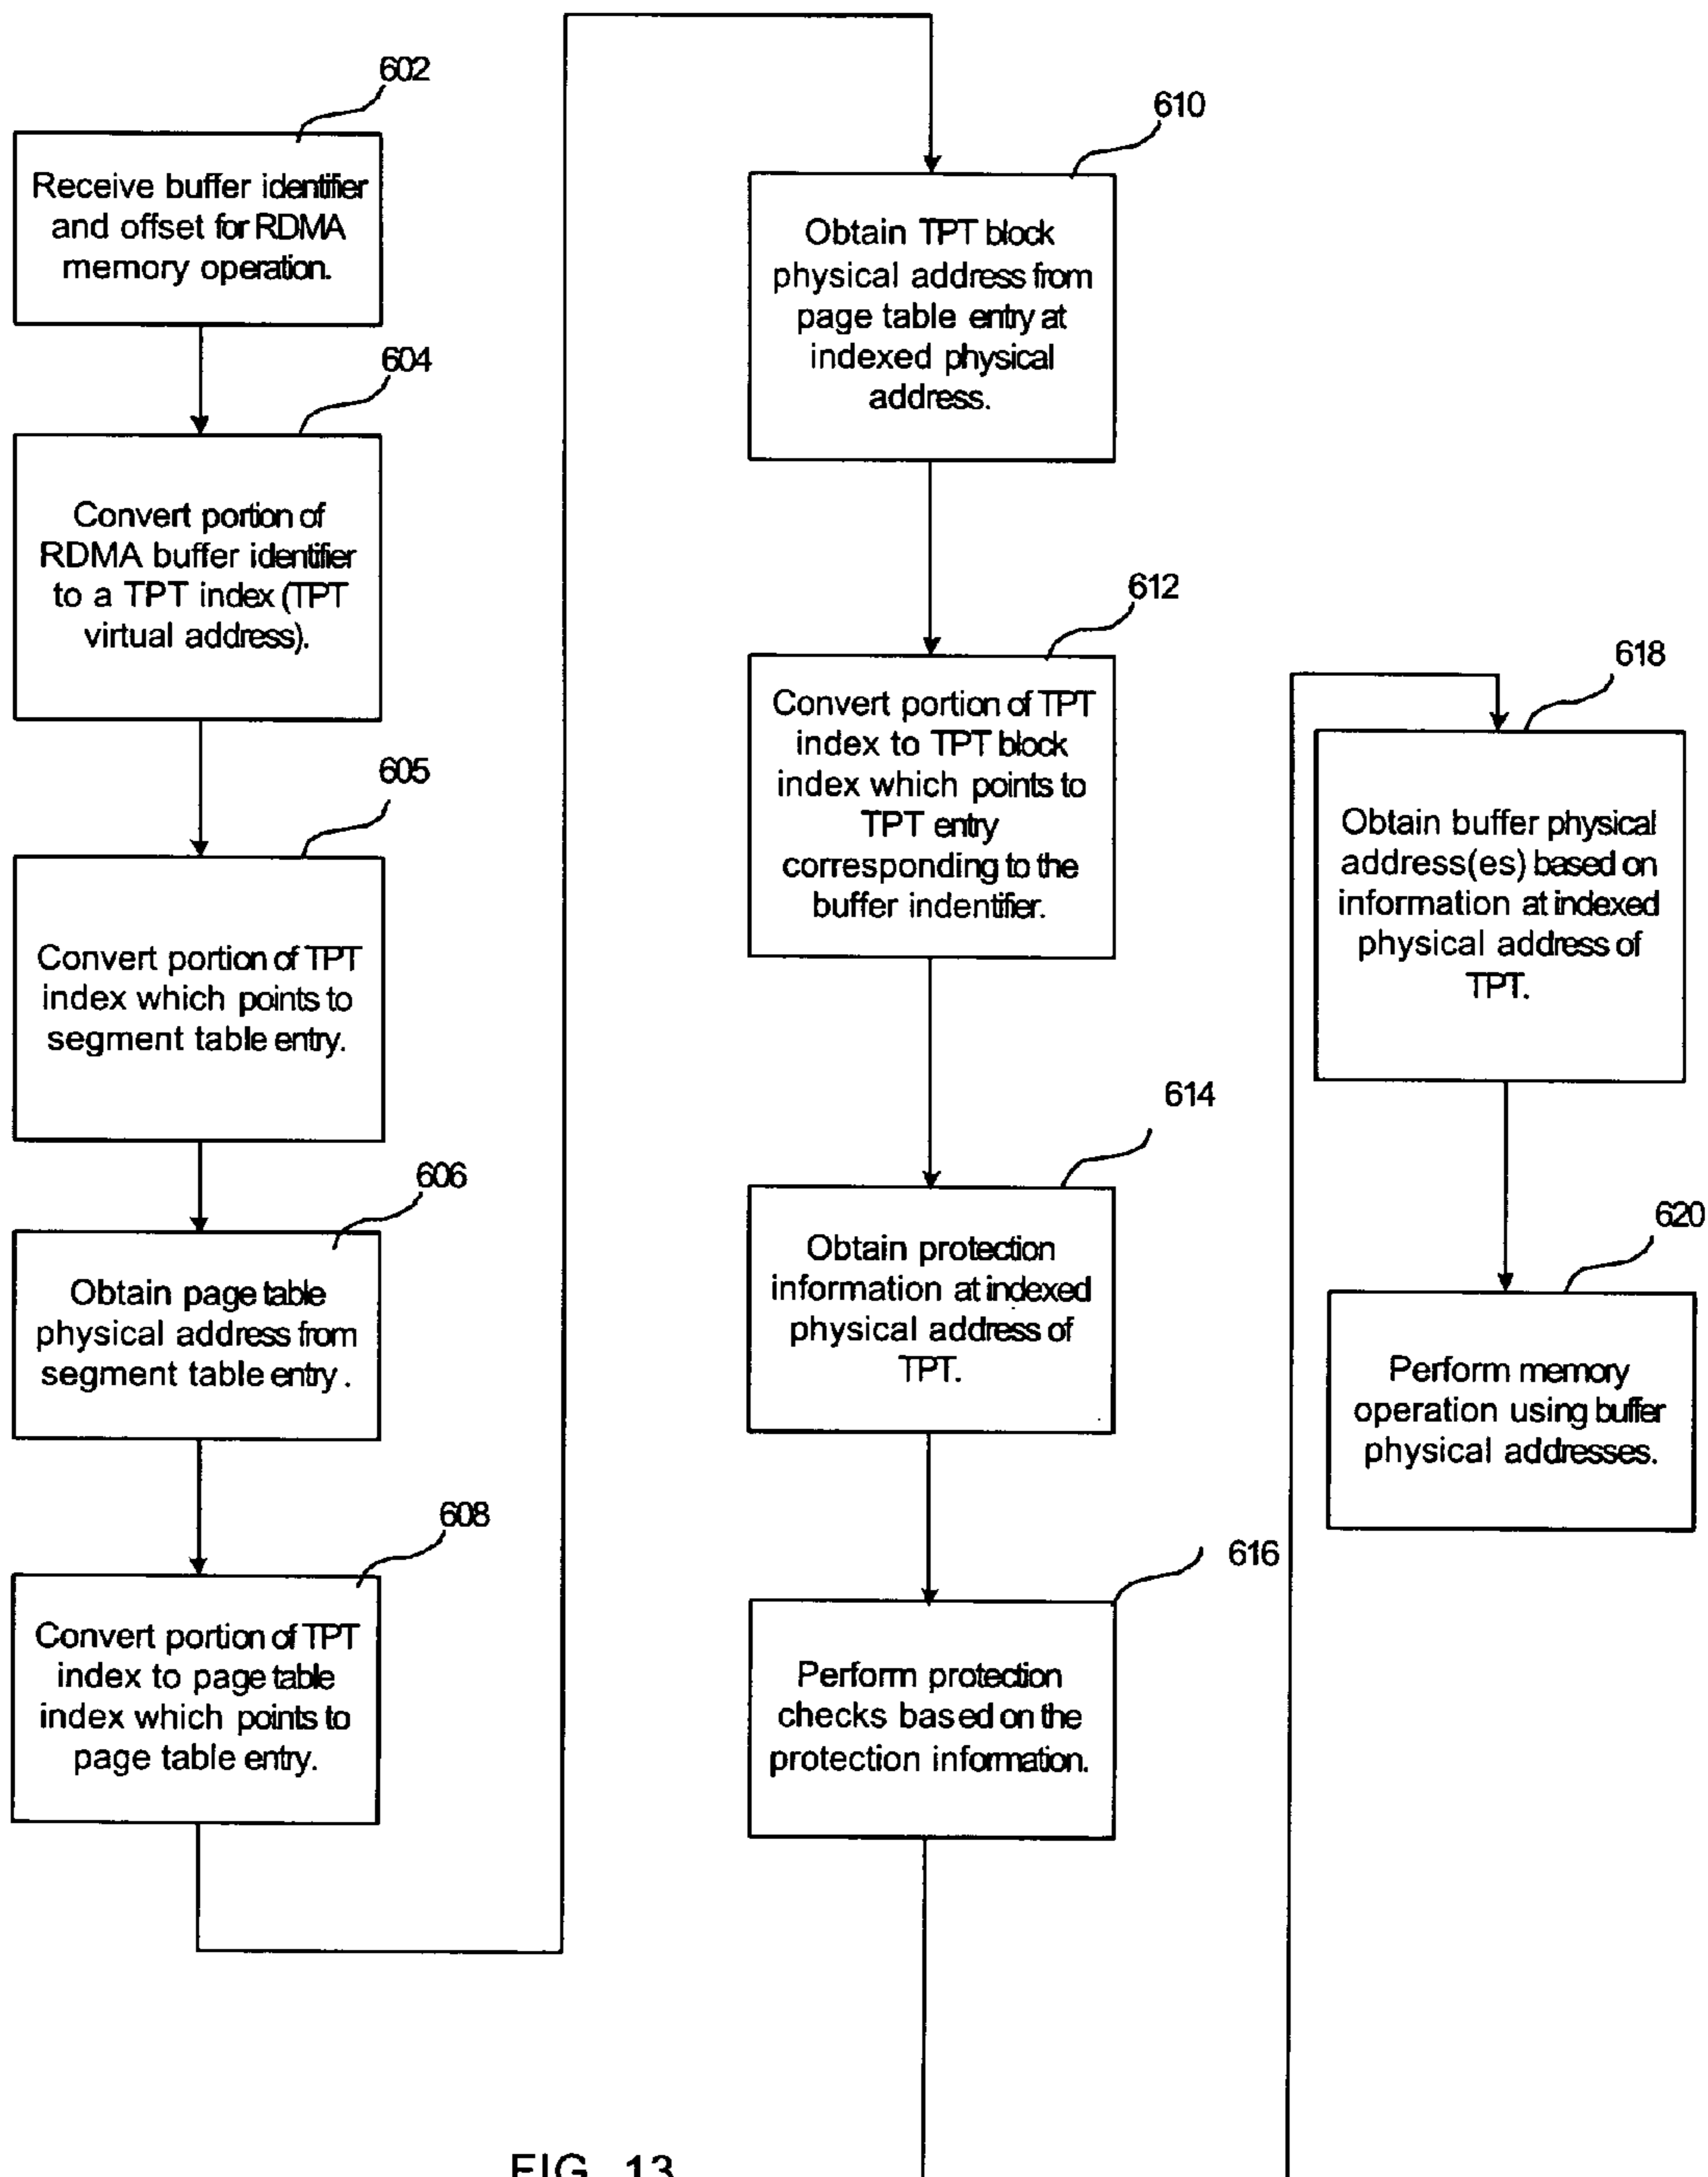 602
Receive buffer identifier
and offset for RDMA
memory operation.
604
Convert portion of
RDMA buffer identifier
to a TPT index (TPT
virtual address).
605
Convert portion of TPT
index which points to
segment table entry.
606
Obtain page table
physical address from
segment table entry.
608
Convert portion of TPT
index to page table
index which points to
page table entry.
610
Obtain TPT block
physical address from
page table entry at
indexed physical
address.
612
Convert portion of TPT
index to TPT block
index which points to
TPT entry
corresponding to the
buffer indentifier.
614
Obtain protection
information at indexed
physical address of
TPT.
616
Perform protection
checks based on the
protection information.
618
Obtain buffer physical
address(es) based on
information at indexed
physical address of
TPT.
620
Perform memory
operation using buffer
physical addresses.
FIG. 13